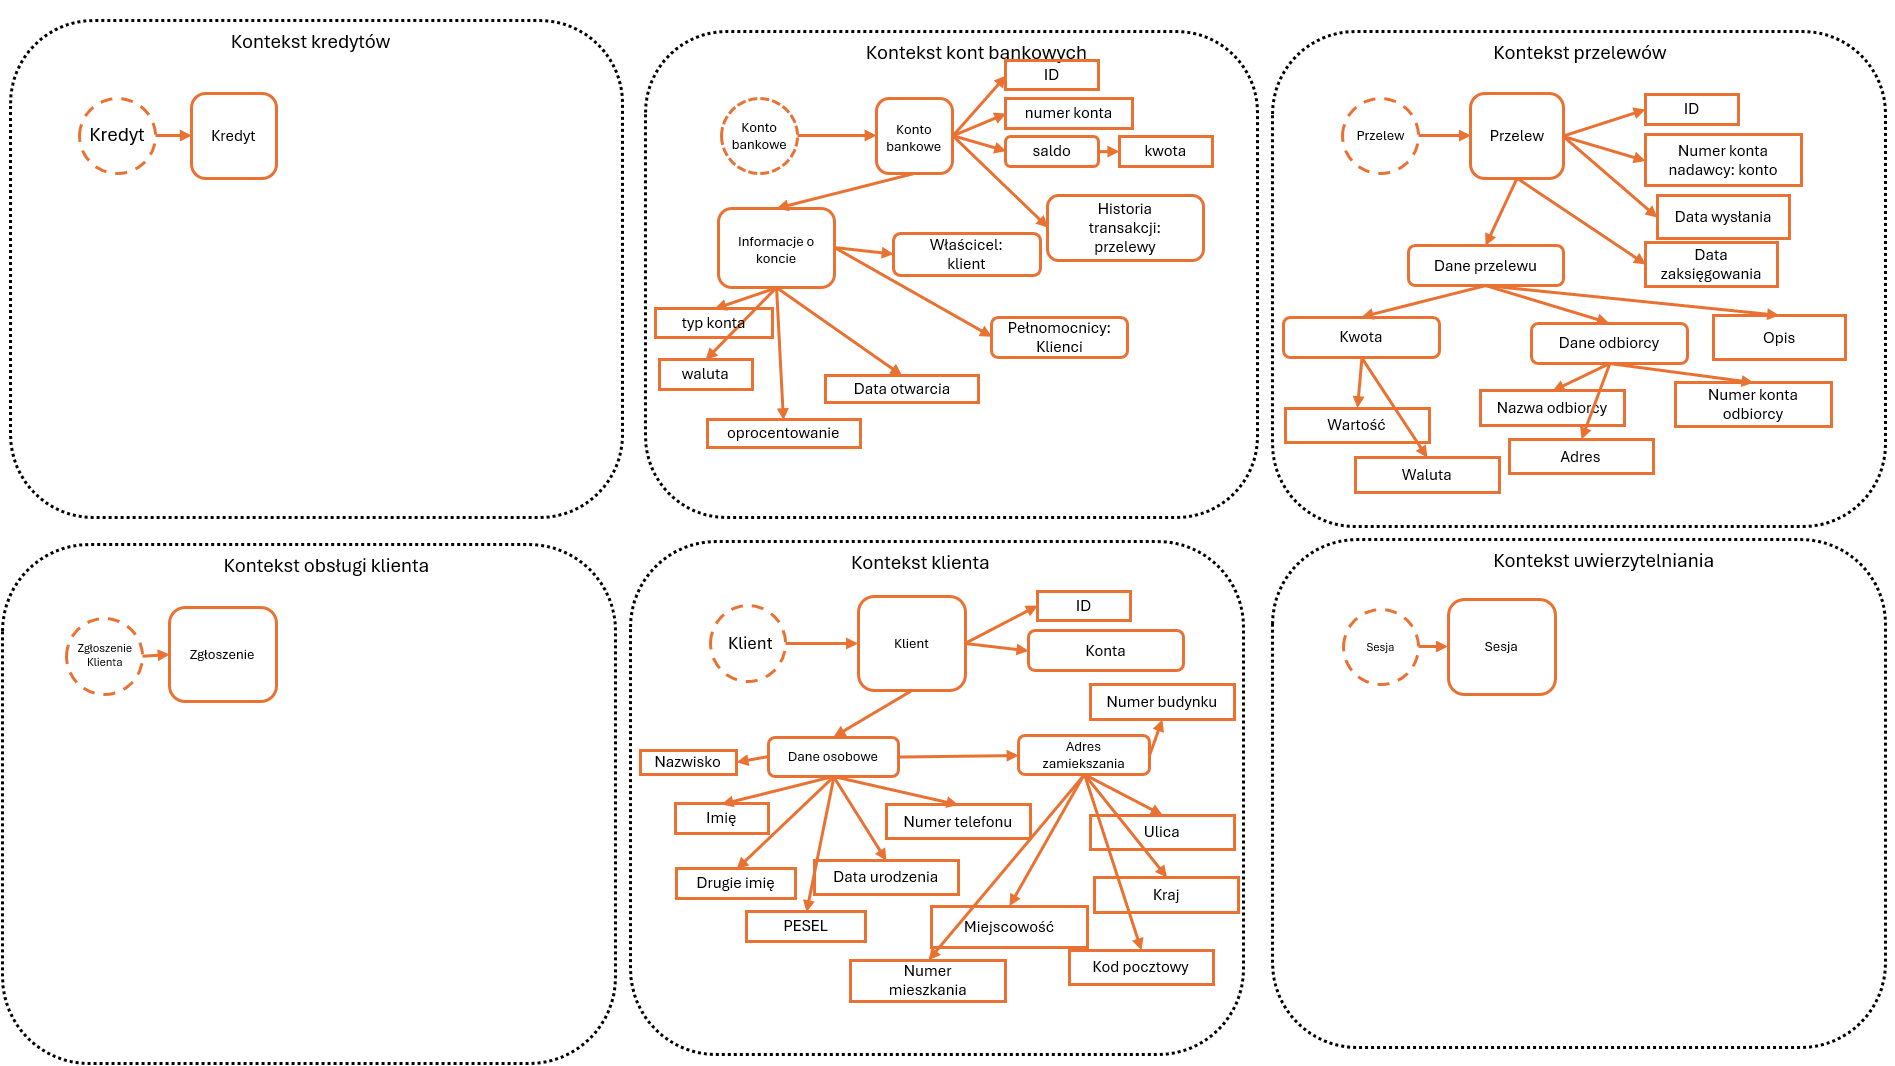 Kontekst kredytów
Kredyt
Kredyt
Kontekst kont bankowych
Konto
bankowe
Konto
bankowe
ID
numer konta
saldo
kwota
Historia
transakcji:
przelewy
Informacje o
koncie
Właścicel:
klient
Pełnomocnicy:
Klienci
typ konta
waluta
Data otwarcia
oprocentowanie
Kontekst przelewów
Przelew
Przelew
ID
Numer konta
nadawcy: konto
Data wysłania
Data
zaksięgowania
Dane przelewu
Kwota
Dane odbiorcy
Opis
Wartość
Waluta
Nazwa odbiorcy
Adres
Numer konta
odbiorcy
Kontekst obsługi klienta
Zgłoszenie
Klienta
Zgłoszenie
Kontekst klienta
Klient
Klient
ID
Konta
Numer budynku
Dane osobowe
Adres
zamiekszania
Nazwisko
Imię
Numer telefonu
Ulica
Drugie imię
Data urodzenia
Kraj
PESEL
Miejscowość
Numer
mieszkania
Kod pocztowy
Kontekst uwierzytelniania
Sesja
Sesja